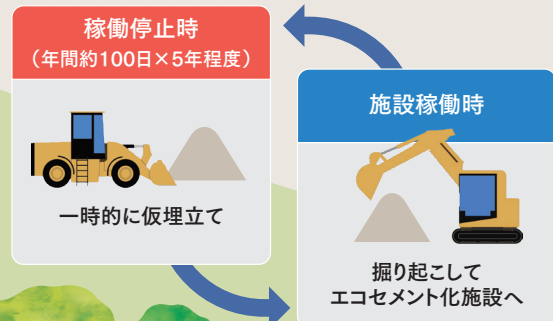 稼働停止時
（年間約100日×5年程度）
一時的に仮埋立て
施設稼働時
掘り起こして
エコセメント化施設へ